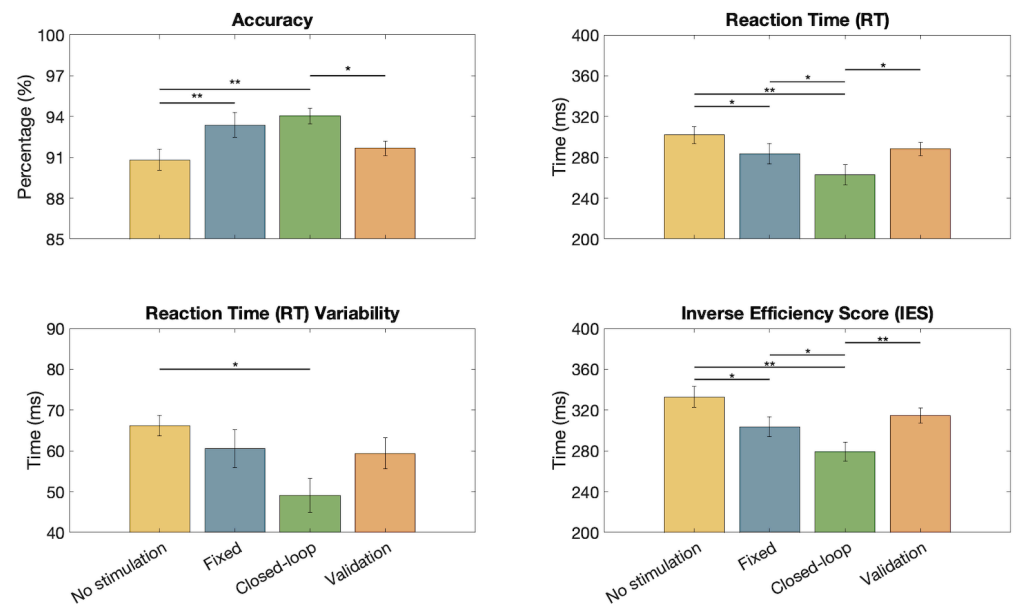 Accuracy
Percentage (%)
100
97
94
91
88
85
**
**
*
Reaction Time (RT)
Time (ms)
400
360
320
280
240
200
*
*
**
*
Reaction Time (RT) Variability
Time (ms)
90
80
70
60
50
40
*
No stimulation
Fixed
Closed-loop
Validation
Inverse Efficiency Score (IES)
Time (ms)
400
360
320
280
240
200
**
*
**
*
No stimulation
Fixed
Closed-loop
Validation